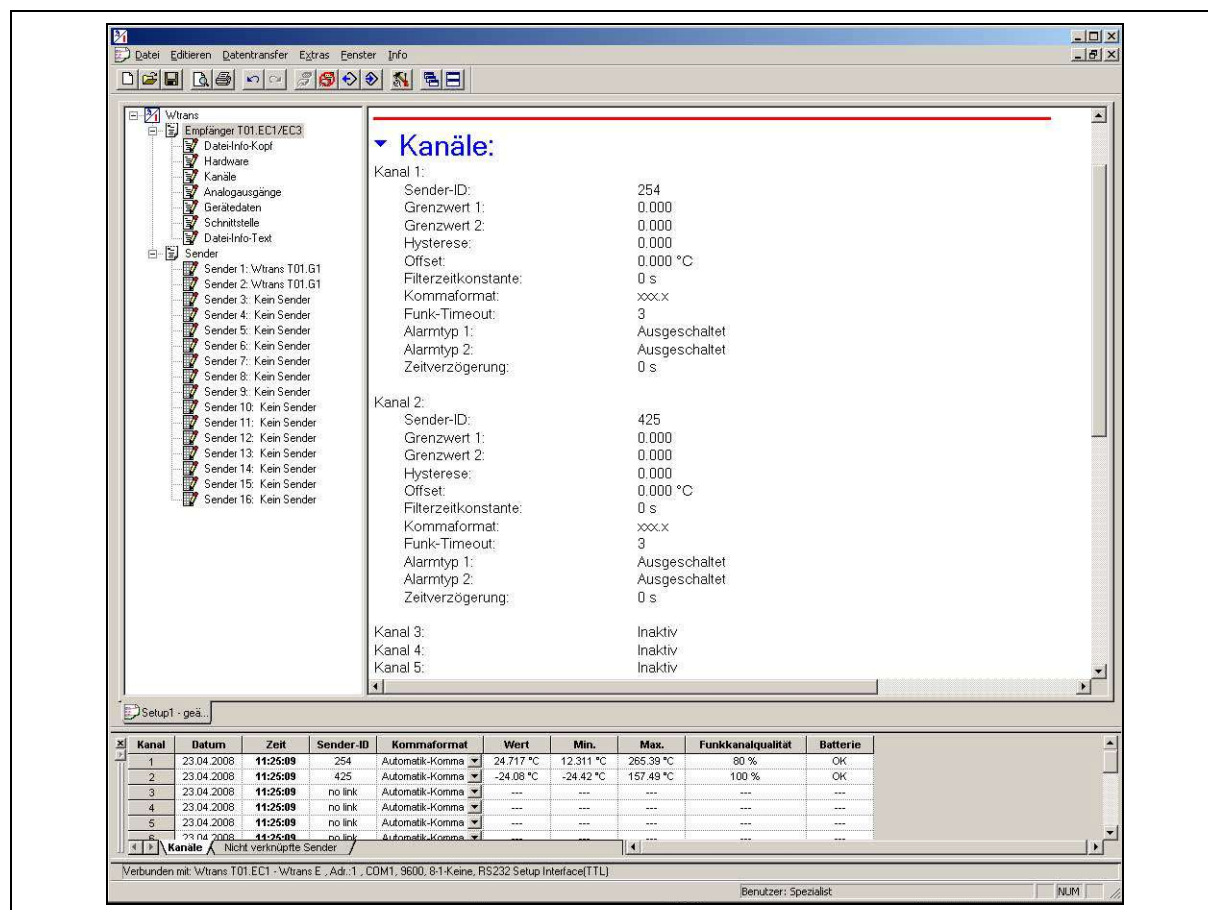 Datei Editieren Datentransfer Extras Fenster Info
Wtrans
Empfänger T01.EC1/EC3
Datei-Info-Kopf
Hardware
Kanäle
Analogausgänge
Gerätedaten
Schnittstelle
Datei-Info-Text
Sender
Sender 1: Wtrans T01.G1
Sender 2: Wtrans T01.G1
Sender 3:: Kein Sender
Sender 4:: Kein Sender
Sender 5:: Kein Sender
Sender 6:: Kein Sender
Sender 7:: Kein Sender
Sender 8:: Kein Sender
Sender 9:: Kein Sender
Sender 10: Kein Sender
Sender 11: Kein Sender
Sender 12: Kein Sender
Sender 13: Kein Sender
Sender 14: Kein Sender
Sender 15: Kein Sender
Sender 16: Kein Sender
Kanäle:
Kanal 1:
Sender-ID: 254
Grenzwert 1: 0.000
Grenzwert 2: 0.000
Hysterese: 0.000
Offset: 0.000 °C
Filterzeitkonstante: 0 s
Kommaformat: xxx.x
Funk-Timeout: 3
Alarmtyp 1: Ausgeschaltet
Alarmtyp 2: Ausgeschaltet
Zeitverzögerung: 0 s
Kanal 2:
Sender-ID: 425
Grenzwert 1: 0.000
Grenzwert 2: 0.000
Hysterese: 0.000
Offset: 0.000 °C
Filterzeitkonstante: 0 s
Kommaformat: xxx.x
Funk-Timeout: 3
Alarmtyp 1: Ausgeschaltet
Alarmtyp 2: Ausgeschaltet
Zeitverzögerung: 0 s
Kanal 3: Inaktiv
Kanal 4: Inaktiv
Kanal 5: Inaktiv
Setup1 - geä...
Kanal Datum Zeit Sender-ID Kommaformat Wert Min. Max. Funkkanalqualität Batterie
1 23.04.2008 11:25:09 254 Automatik-Komma 24.717 °C 12.311 °C 265.39 °C 80 % OK
2 23.04.2008 11:25:09 425 Automatik-Komma -24.08 °C -24.42 °C 157.49 °C 100 % OK
3 23.04.2008 11:25:09 no link Automatik-Komma --- --- --- --- ---
4 23.04.2008 11:25:09 no link Automatik-Komma --- --- --- --- ---
5 23.04.2008 11:25:09 no link Automatik-Komma --- --- --- --- ---
6 23.04.2008 11:25:09 no link Automatik-Komma --- --- --- --- ---
Kanäle Nicht verknüpfte Sender
Verbunden mit: Wtrans T01.EC1 - Wtrans E , Adr.:1 , COM1, 9600, 8-1-Keine, RS232 Setup Interface(TTL)
Benutzer: Spezialist NUM